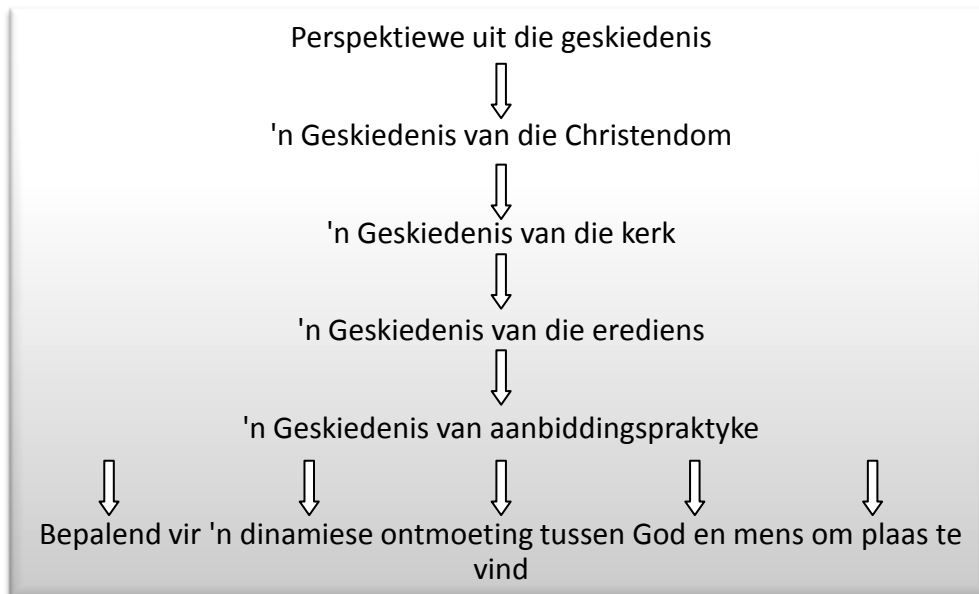 Perspektiewe uit die geskiedenis
'n Geskiedenis van die Christendom
'n Geskiedenis van die kerk
'n Geskiedenis van die erediens
'n Geskiedenis van aanbiddingspraktyke
Bepalend vir 'n dinamiese ontmoeting tussen God en mens om plaas te
vind